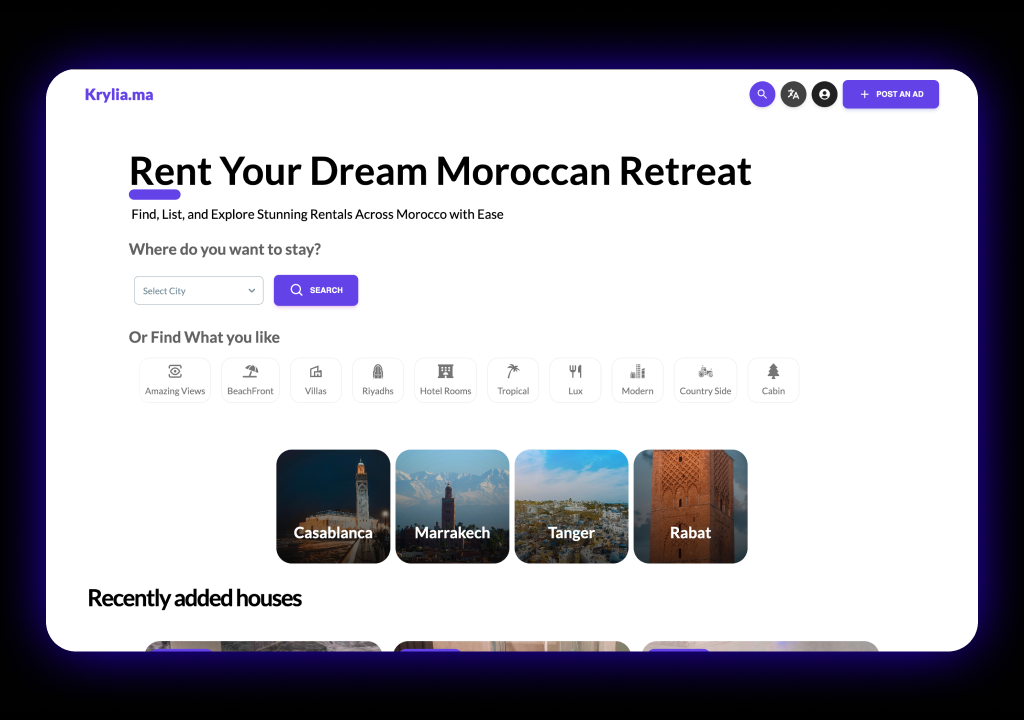 Krylia.ma
POST AN AD
Rent Your Dream Moroccan Retreat
Find, List, and Explore Stunning Rentals Across Morocco with Ease
Where do you want to stay?
Select City
SEARCH
Or Find What you like
Amazing Views
BeachFront
Villas
Riyadhs
Hotel Rooms
Tropical
Lux
Modern
Country Side
Cabin
Casablanca
Marrakech
Tanger
Rabat
Recently added houses